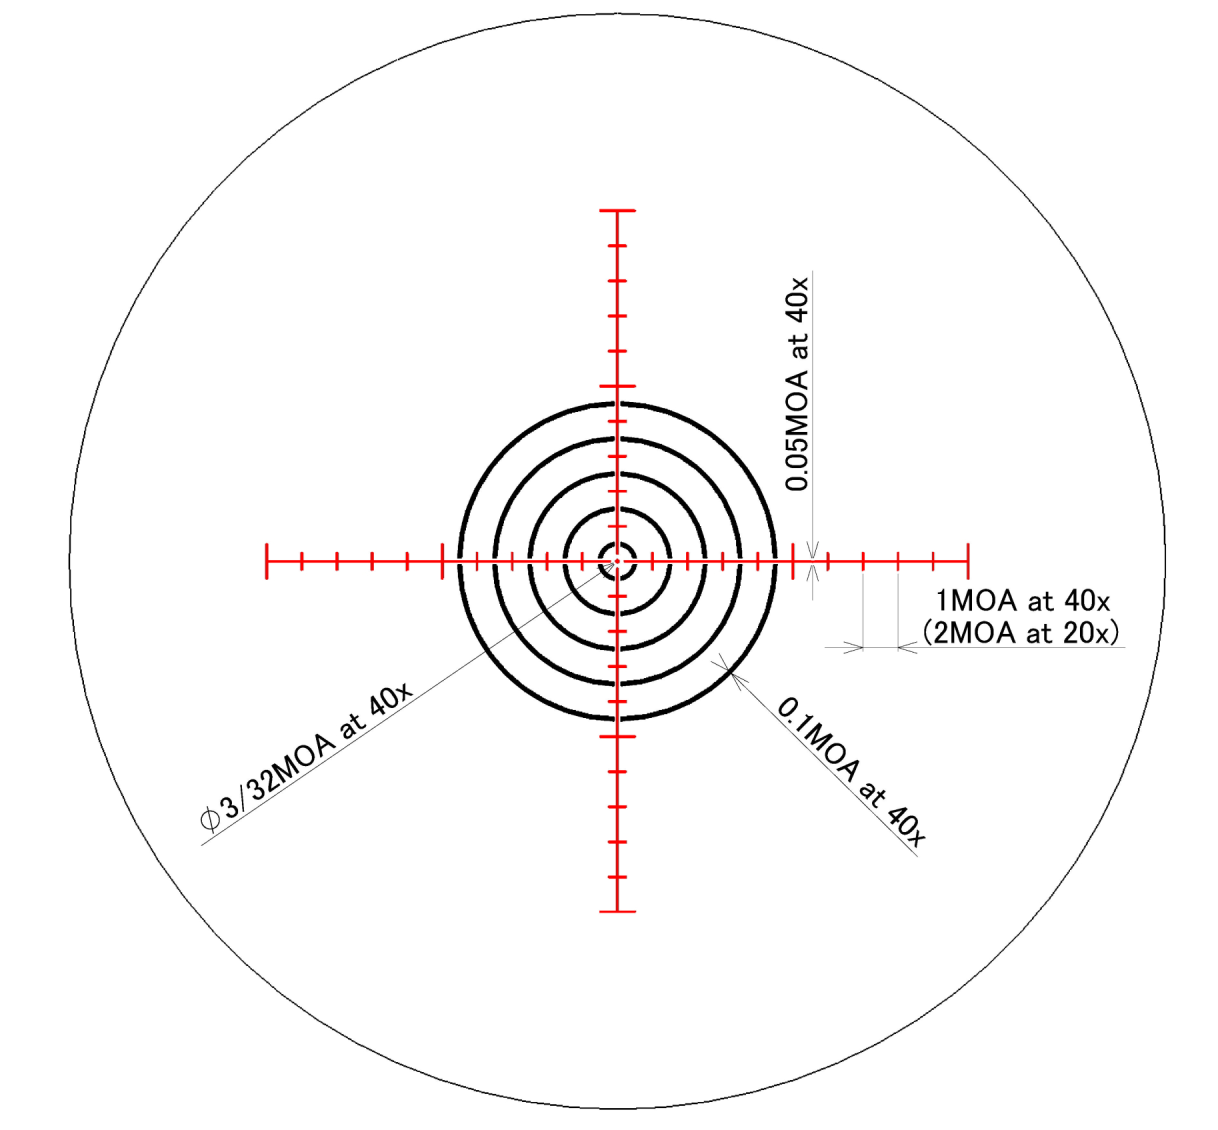 0.05MOA at 40x
1MOA at 40x
(2MOA at 20x)
ϕ3/32MOA at 40x
0.1MOA at 40x